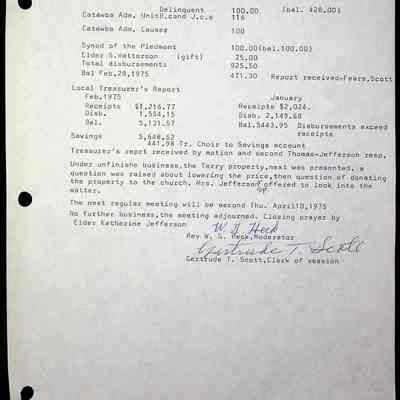 Delinquent 100.00 (bal. 428.00)
Catawba Adm, Unit8,cond J.c.s 116
Catawba Adm, Causes 100
Synod of the Piedmont 100.00(bal.100.00)
Elder S.Watterson (gift) 25.00
Total disbursements 925.50
Bal Feb,28,1975 471.30 Report received-Fears,Scott
Local Treasurer's Report
Feb.1975 January
Receipts $1,216.77 Receipts $2,024.
Disb. 1,554.15 Disb. 2,149.68
Bal. 5,131.57 Bal.5443.95 Disbursements exceed
receipts
Savings 5,640.62
441.98 Tr. Choir to Savings account
Treasurer's reprt received by motion and second Thomas-Jefferson resp.
Under unfinishe business,the Terry property,next was presented. a
question was raised about lowering the price,then question of donating
the property to the church. Mrs. Jefferson offered to look into the
matter.
The next regular meeting will be second Thu. April10,1975
No further business,the meeting adjourned. Closing prayer by
Elder Katherine Jefferson
W. G. Heck
Rev W. G. Heck,Moderator
Gertrude T. Scott
Gertrude T. Scott,Clerk of session